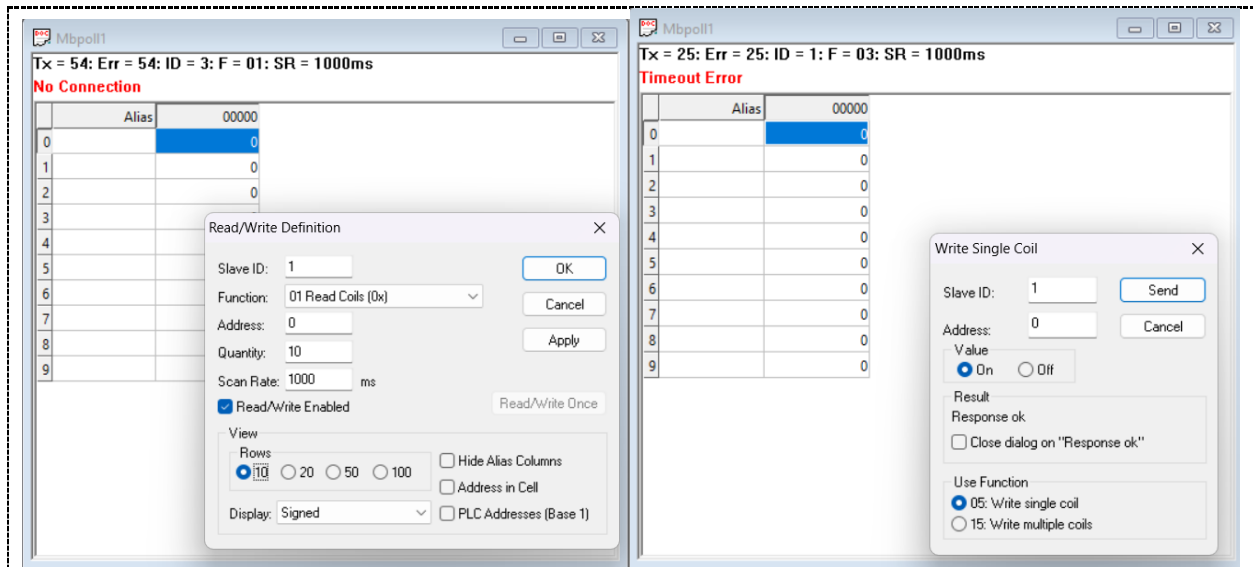 Mbpoll1
Tx = 54: Err = 54: ID = 3: F = 01: SR = 1000ms
No Connection
Alias 00000
0 0
1 0
2 0
3
4
5
6
7
8
9
Read/Write Definition
Slave ID: 1
OK
Function: 01 Read Coils (0x)
Cancel
Address: 0
Apply
Quantity: 10
Scan Rate: 1000 ms
Read/Write Enabled
Read/Write Once
View
Rows
10 20 50 100
Hide Alias Columns
Address in Cell
Display: Signed
PLC Addresses (Base 1)
Mbpoll1
Tx = 25: Err = 25: ID = 1: F = 03: SR = 1000ms
Timeout Error
Alias 00000
0 0
1 0
2 0
3 0
4 0
5 0
6 0
7 0
8 0
9 0
Write Single Coil
Slave ID: 1
Send
Address: 0
Cancel
Value
On Off
Result
Response ok
Close dialog on "Response ok"
Use Function
05: Write single coil
15: Write multiple coils